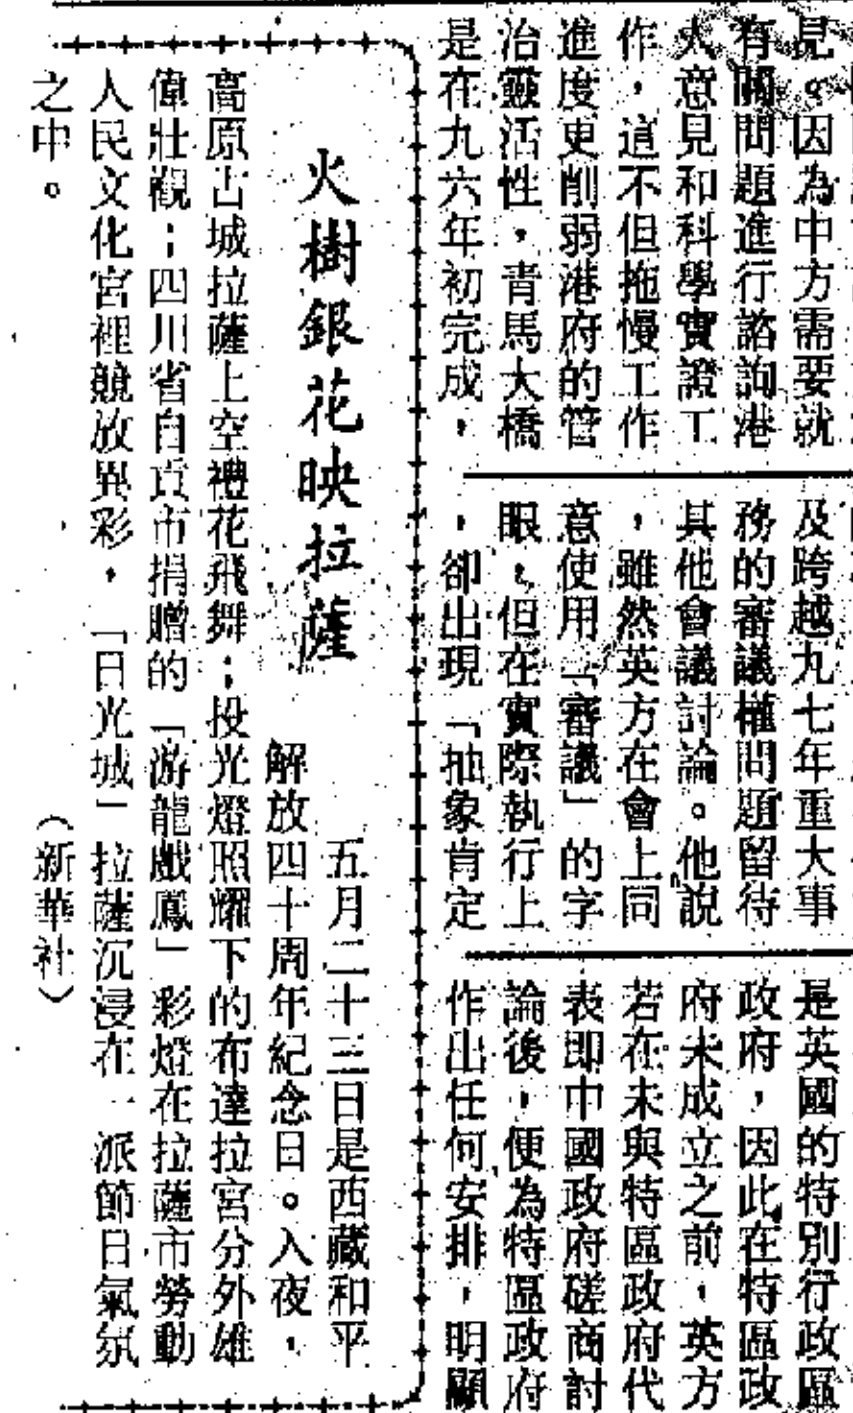 見。因為中方需要就
有關問題進行諮詢港
人意見和科學實證工
作，這不但拖慢工作
進度更削弱港府的管
治靈活性，青馬大橋
是在九六年初完成，
及跨越九七年重大事
務的審議權問題留待
其他會議討論。他說
，雖然英方在會上同
意使用「審議」的字
眼，但在實際執行上
，卻出現「抽象肯定
是英國的特別行政區
政府，因此在特區政
府未成立之前，英方
若在未與特區政府代
表即中國政府磋商討
論後，便為特區政府
作出任何安排，明顯
火樹銀花映拉薩
五月二十三日是西藏和平
解放四十周年紀念日。入夜，
高原古城拉薩上空禮花飛舞；投光燈照耀下的布達拉宮分外雄
偉壯觀；四川省自貢市捐贈的「游龍戲鳳」彩燈在拉薩市勞動
人民文化宮裡競放異彩，「日光城」拉薩沉浸在一派節日氣氛
之中。
（新華社）